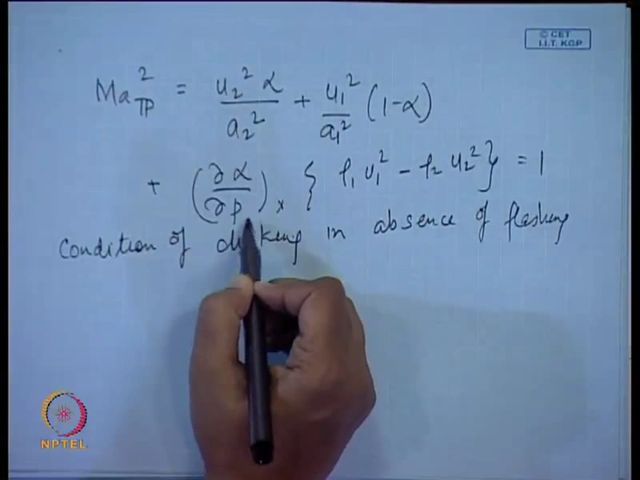 © CET
I.I.T. KGP
Ma_TP^2 = u_2^2 α / a_2^2 + u_1^2 / a_1^2 (1-α)
+ (∂α/∂p)_x { ρ_1 u_1^2 - ρ_2 u_2^2 } = 1
Condition of choking in absence of flashing
NPTEL